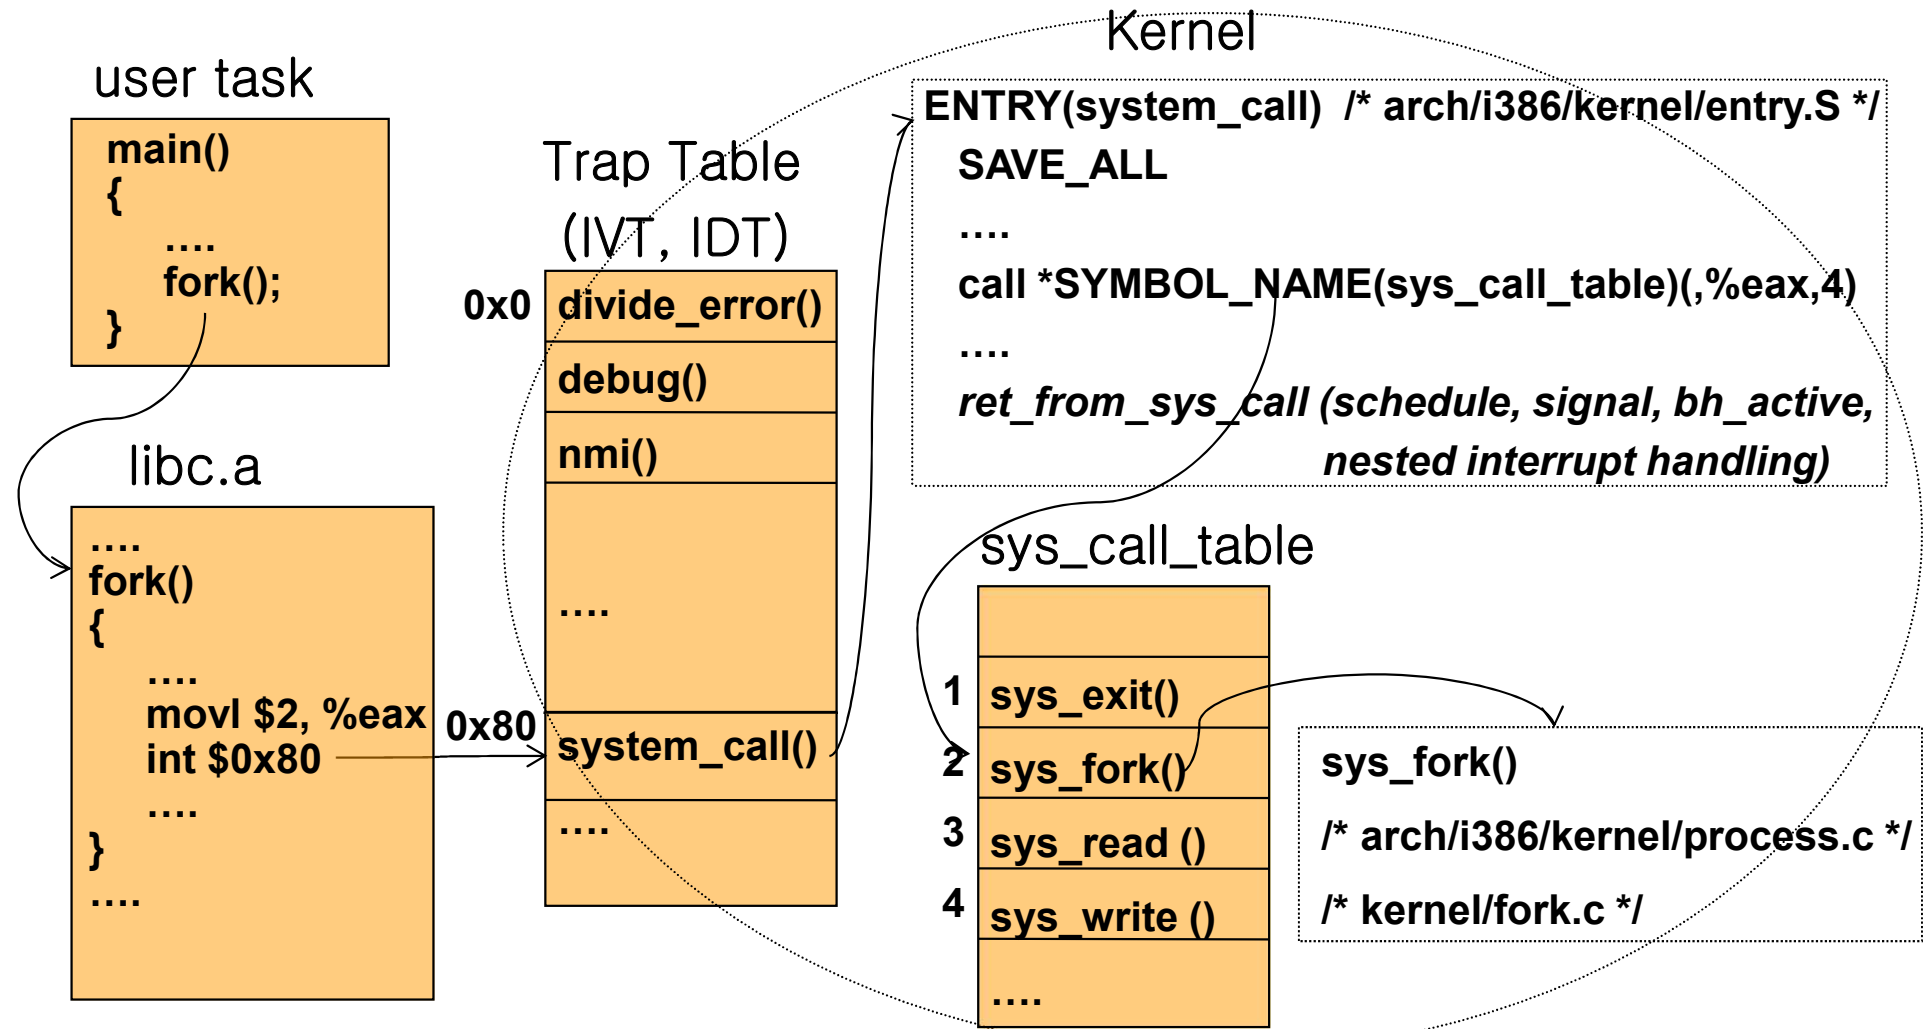 Kernel
user task
main()
{
....
fork();
}
libc.a
....
fork()
{
....
movl $2, %eax
int $0x80
....
}
....
Trap Table
(IVT, IDT)
0x0
divide_error()
debug()
nmi()
....
0x80
system_call()
....
ENTRY(system_call) /* arch/i386/kernel/entry.S */
SAVE_ALL
....
call *SYMBOL_NAME(sys_call_table)(,%eax,4)
....
ret_from_sys_call (schedule, signal, bh_active,
nested interrupt handling)
sys_call_table
1 sys_exit()
2 sys_fork()
3 sys_read ()
4 sys_write ()
....
sys_fork()
/* arch/i386/kernel/process.c */
/* kernel/fork.c */